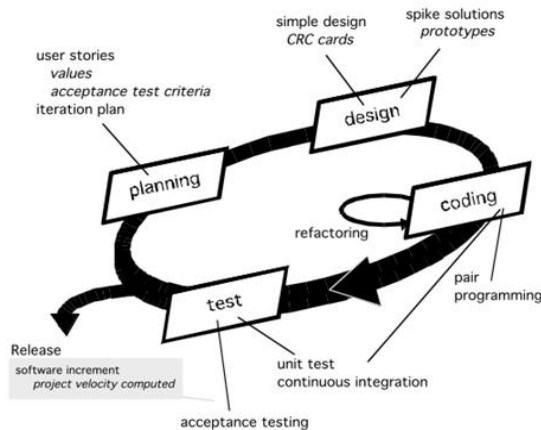 simple design
CRC cards
spike solutions
prototypes
user stories
values
acceptance test criteria
iteration plan
design
planning
coding
refactoring
test
pair
programming
Release
software increment
project velocity computed
unit test
continuous integration
acceptance testing